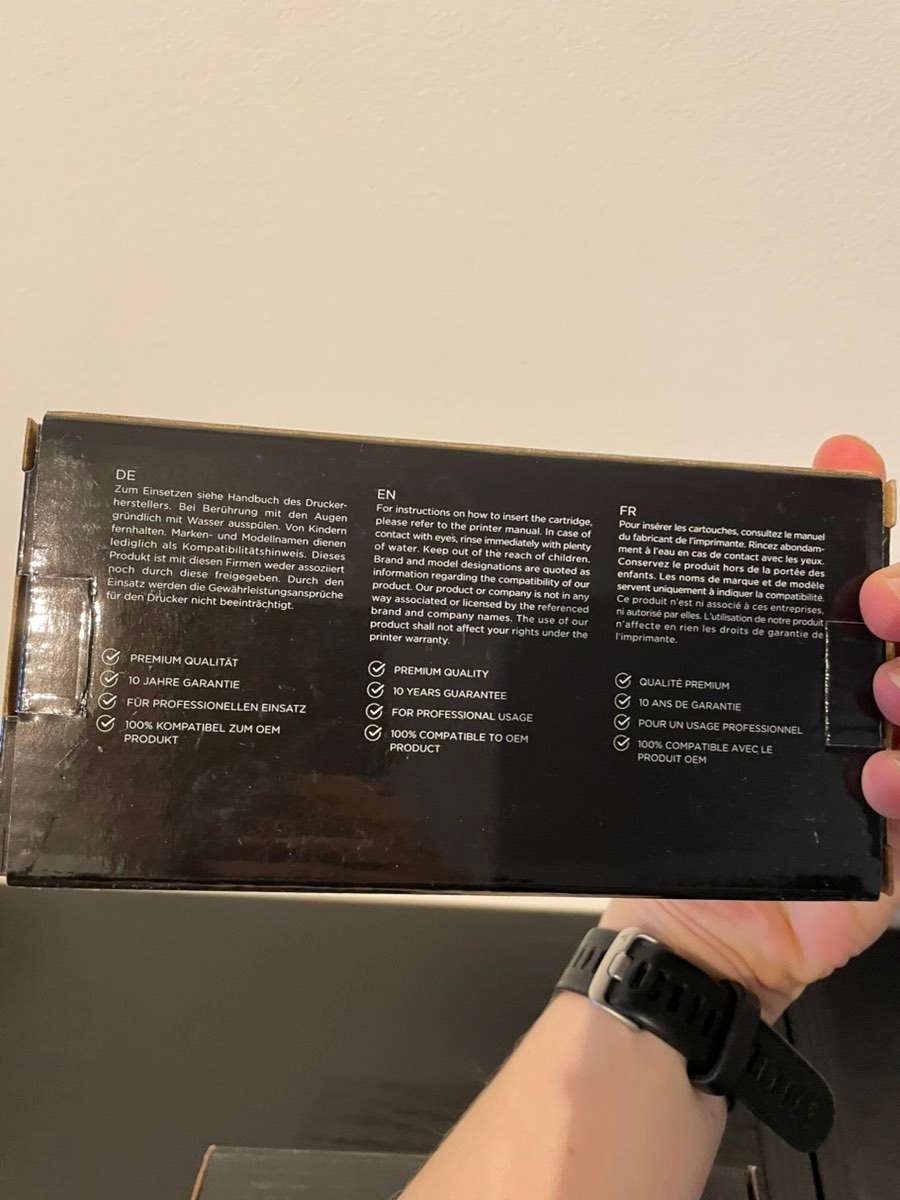 DE
Zum Einsetzen siehe Handbuch des Drucker-
herstellers. Bei Berührung mit den Augen
gründlich mit Wasser ausspülen. Von Kindern
fernhalten. Marken- und Modellnamen dienen
lediglich als Kompatibilitätshinweis. Dieses
Produkt ist mit diesen Firmen weder assoziiert
noch durch diese freigegeben. Durch den
Einsatz werden die Gewährleistungsansprüche
für den Drucker nicht beeinträchtigt.
PREMIUM QUALITÄT
10 JAHRE GARANTIE
FÜR PROFESSIONELLEN EINSATZ
100% KOMPATIBEL ZUM OEM
PRODUKT
EN
For instructions on how to insert the cartridge,
please refer to the printer manual. In case of
contact with eyes, rinse immediately with plenty
of water. Keep out of the reach of children.
Brand and model designations are quoted as
information regarding the compatibility of our
product. Our product or company is not in any
way associated or licensed by the referenced
brand and company names. The use of our
product shall not affect your rights under the
printer warranty.
PREMIUM QUALITY
10 YEARS GUARANTEE
FOR PROFESSIONAL USAGE
100% COMPATIBLE TO OEM
PRODUCT
FR
Pour insérer les cartouches, consultez le manuel
du fabricant de l'imprimante. Rincez abondam-
ment à l'eau en cas de contact avec les yeux.
Conservez le produit hors de la portée des
enfants. Les noms de marque et de modèle
servent uniquement à indiquer la compatibilité.
Ce produit n'est ni associé à ces entreprises,
ni autorisé par elles. L'utilisation de notre produit
n'affecte en rien les droits de garantie de
l'imprimante.
QUALITÉ PREMIUM
10 ANS DE GARANTIE
POUR UN USAGE PROFESSIONNEL
100% COMPATIBLE AVEC LE
PRODUIT OEM